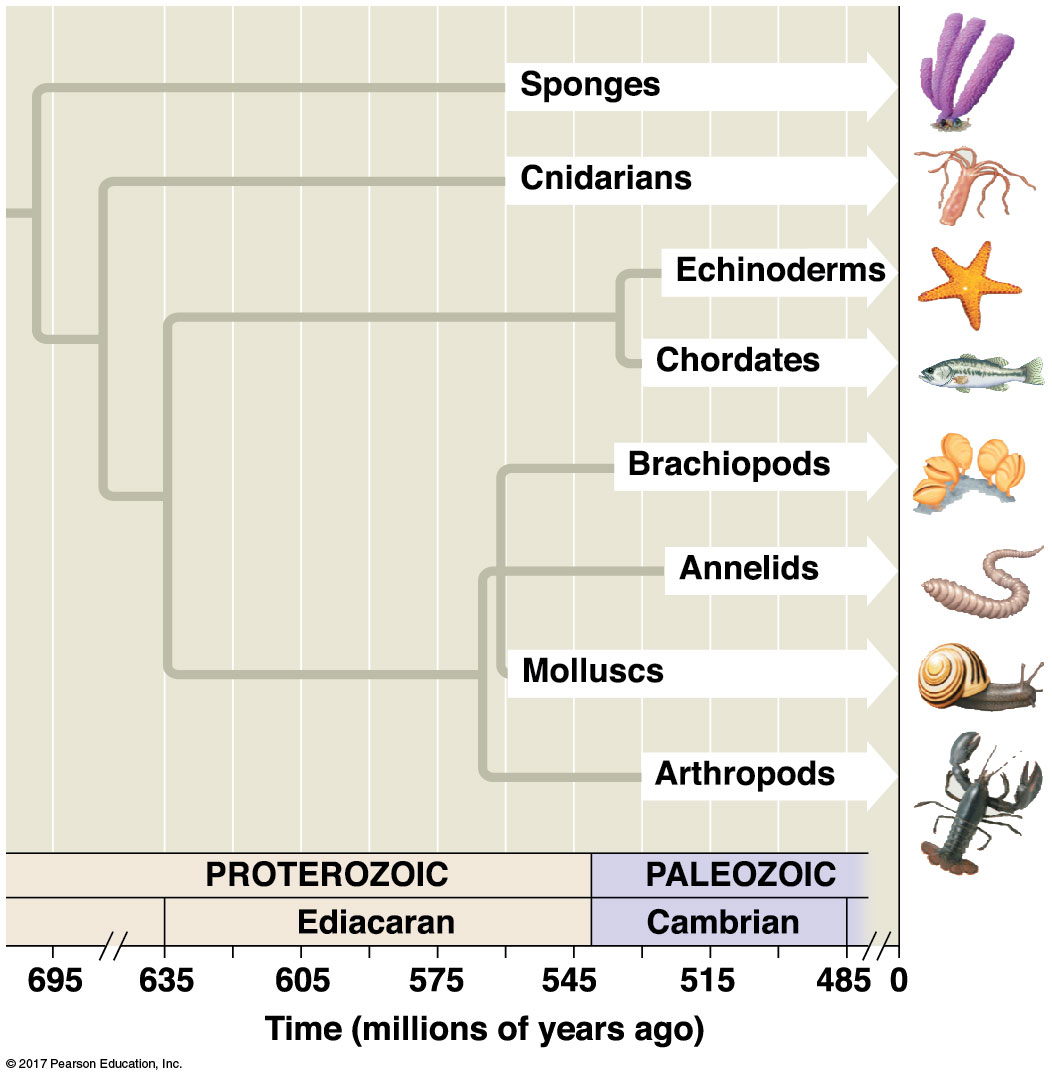 Sponges
Cnidarians
Echinoderms
Chordates
Brachiopods
Annelids
Molluscs
Arthropods
PROTEROZOIC PALEOZOIC
Ediacaran Cambrian
695 635 605 575 545 515 485 0
Time (millions of years ago)
© 2017 Pearson Education, Inc.